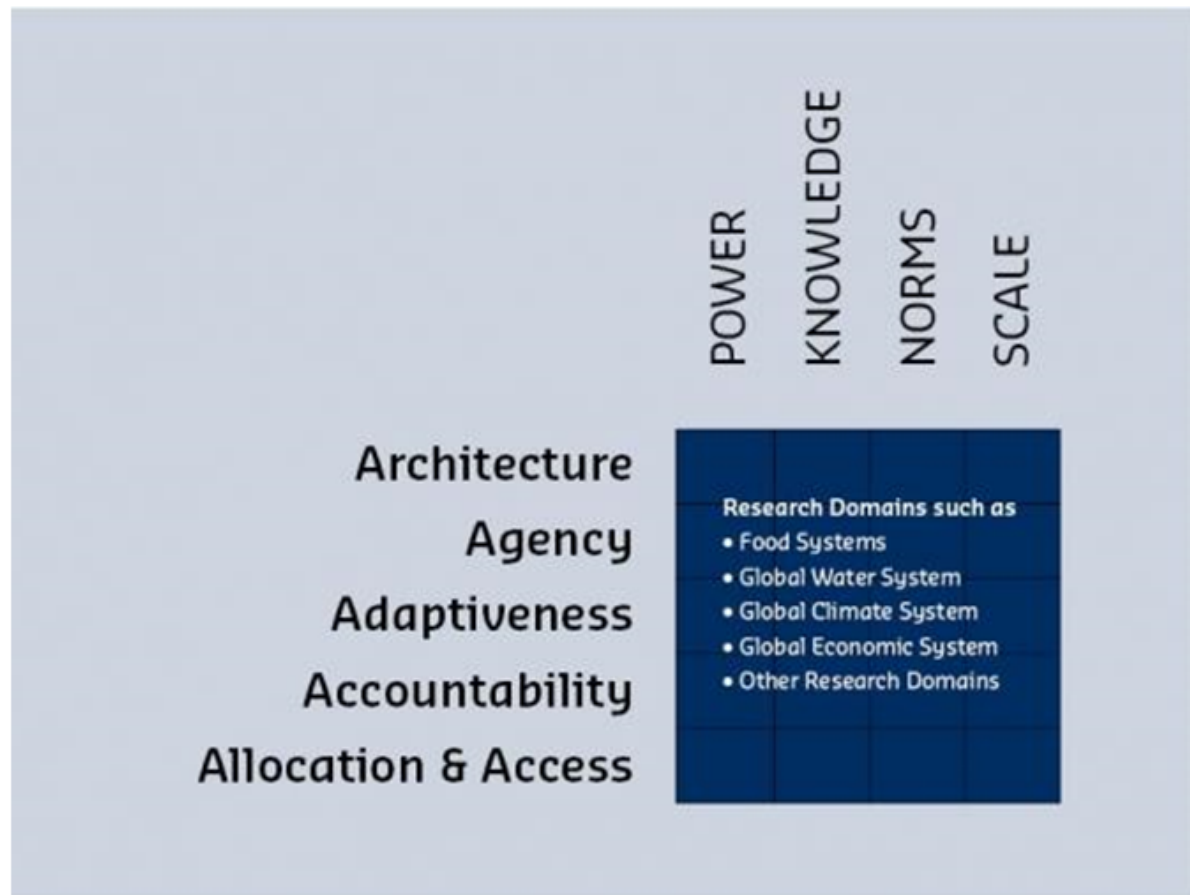 POWER
KNOWLEDGE
NORMS
SCALE
Architecture
Agency
Adaptiveness
Accountability
Allocation & Access
Research Domains such as
• Food Systems
• Global Water System
• Global Climate System
• Global Economic System
• Other Research Domains